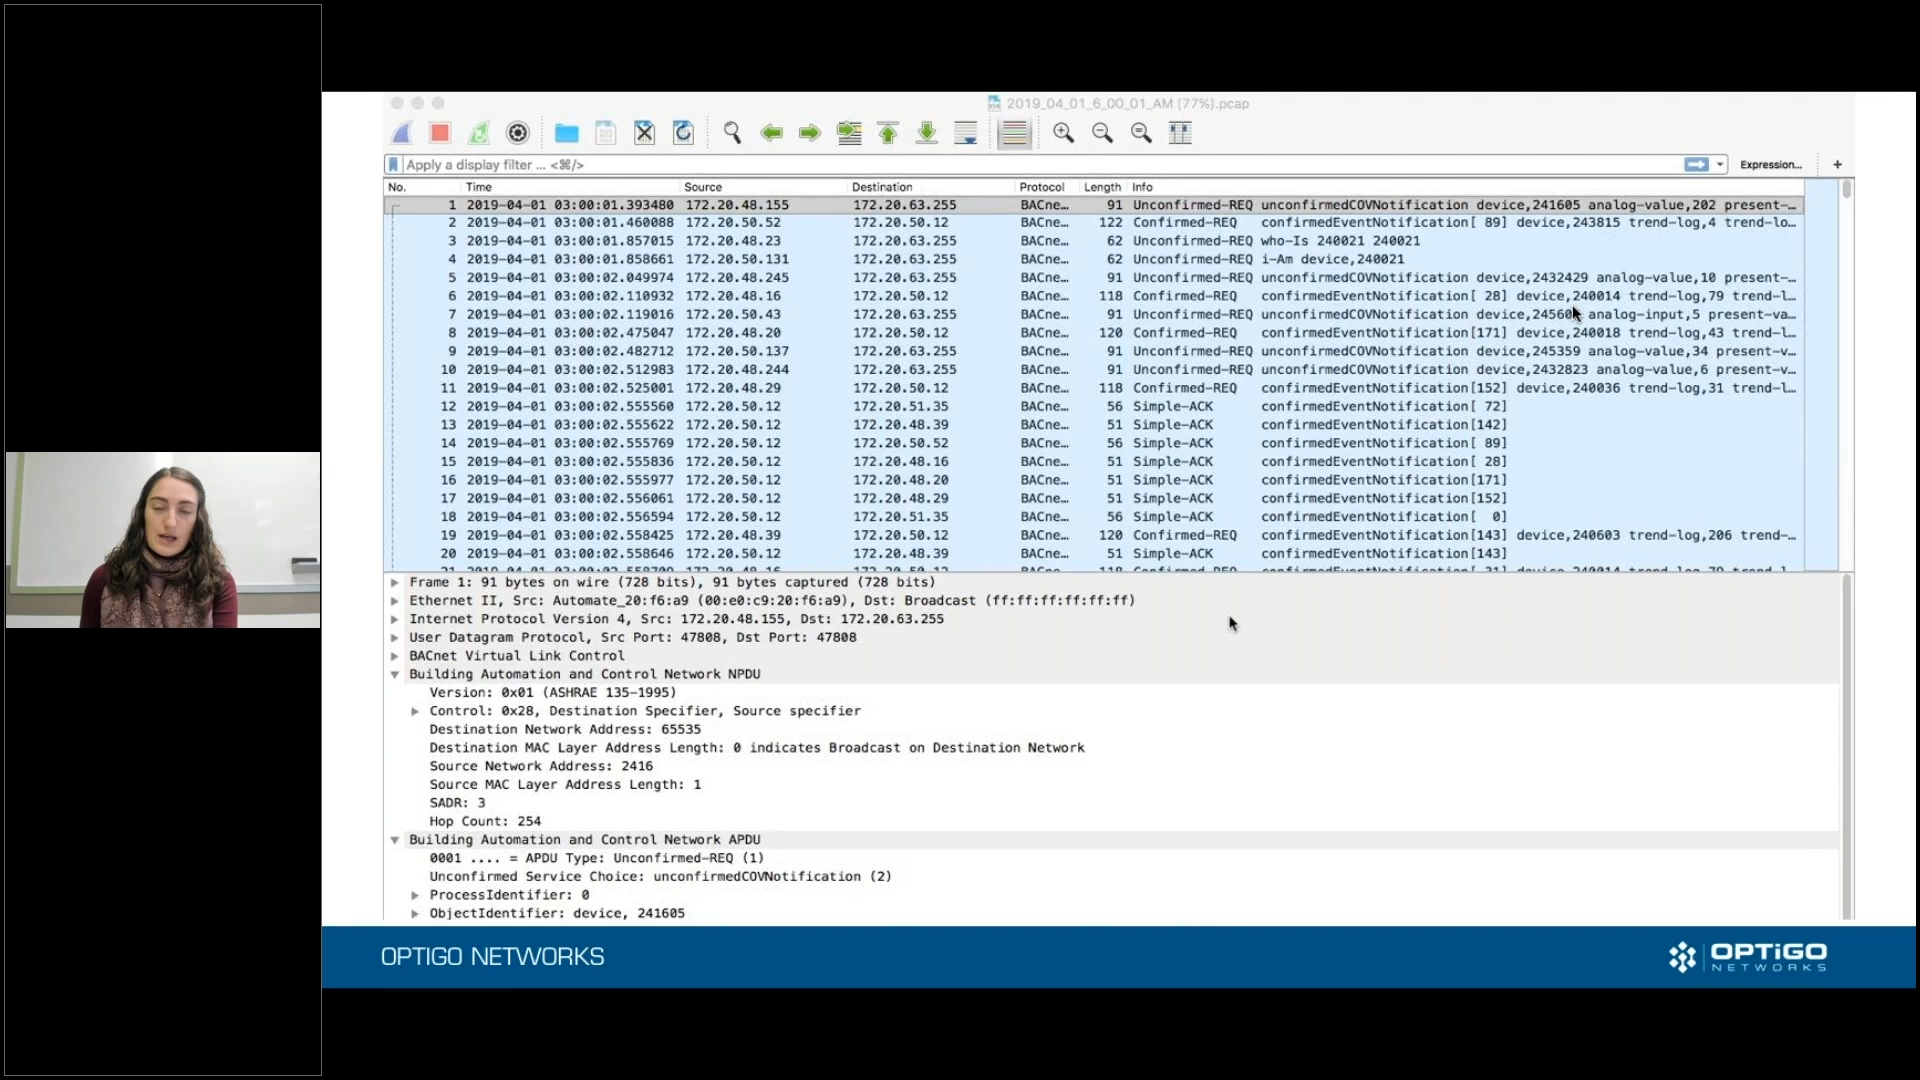 2019_04_01_6_00_01_AM (77%).pcap
Apply a display filter ... <⌘/>
Expression...
+
No. Time Source Destination Protocol Length Info
1 2019-04-01 03:00:01.393480 172.20.48.155 172.20.63.255 BACne… 91 Unconfirmed-REQ unconfirmedCOVNotification device,241605 analog-value,202 present-…
2 2019-04-01 03:00:01.460088 172.20.50.52 172.20.50.12 BACne… 122 Confirmed-REQ confirmedEventNotification[ 89] device,243815 trend-log,4 trend-lo…
3 2019-04-01 03:00:01.857015 172.20.48.23 172.20.63.255 BACne… 62 Unconfirmed-REQ who-Is 240021 240021
4 2019-04-01 03:00:01.858661 172.20.50.131 172.20.63.255 BACne… 62 Unconfirmed-REQ i-Am device,240021
5 2019-04-01 03:00:02.049974 172.20.48.245 172.20.63.255 BACne… 91 Unconfirmed-REQ unconfirmedCOVNotification device,2432429 analog-value,10 present-…
6 2019-04-01 03:00:02.110932 172.20.48.16 172.20.50.12 BACne… 118 Confirmed-REQ confirmedEventNotification[ 28] device,240014 trend-log,79 trend-l…
7 2019-04-01 03:00:02.119016 172.20.50.43 172.20.63.255 BACne… 91 Unconfirmed-REQ unconfirmedCOVNotification analog-input,5 present-va…
8 2019-04-01 03:00:02.475047 172.20.48.20 172.20.50.12 BACne… 120 Confirmed-REQ confirmedEventNotification[171] device,240018 trend-log,43 trend-l…
9 2019-04-01 03:00:02.482712 172.20.50.137 172.20.63.255 BACne… 91 Unconfirmed-REQ unconfirmedCOVNotification device,245359 analog-value,34 present-v…
10 2019-04-01 03:00:02.512983 172.20.48.244 172.20.63.255 BACne… 91 Unconfirmed-REQ unconfirmedCOVNotification device,2432823 analog-value,6 present-v…
11 2019-04-01 03:00:02.525001 172.20.48.29 172.20.50.12 BACne… 118 Confirmed-REQ confirmedEventNotification[152] device,240036 trend-log,31 trend-l…
12 2019-04-01 03:00:02.555560 172.20.50.12 172.20.51.35 BACne… 56 Simple-ACK confirmedEventNotification[ 72]
13 2019-04-01 03:00:02.555622 172.20.50.12 172.20.48.39 BACne… 51 Simple-ACK confirmedEventNotification[142]
14 2019-04-01 03:00:02.555769 172.20.50.12 172.20.50.52 BACne… 56 Simple-ACK confirmedEventNotification[ 89]
15 2019-04-01 03:00:02.555836 172.20.50.12 172.20.48.16 BACne… 51 Simple-ACK confirmedEventNotification[ 28]
16 2019-04-01 03:00:02.555977 172.20.50.12 172.20.48.20 BACne… 51 Simple-ACK confirmedEventNotification[171]
17 2019-04-01 03:00:02.556061 172.20.50.12 172.20.48.29 BACne… 51 Simple-ACK confirmedEventNotification[152]
18 2019-04-01 03:00:02.556594 172.20.50.12 172.20.51.35 BACne… 56 Simple-ACK confirmedEventNotification[ 0]
19 2019-04-01 03:00:02.558425 172.20.48.39 172.20.50.12 BACne… 120 Confirmed-REQ confirmedEventNotification[143] device,240603 trend-log,206 trend-…
20 2019-04-01 03:00:02.558646 172.20.50.12 172.20.48.39 BACne… 51 Simple-ACK confirmedEventNotification[143]
Frame 1: 91 bytes on wire (728 bits), 91 bytes captured (728 bits)
Ethernet II, Src: Automate_20:f6:a9 (00:e0:c9:20:f6:a9), Dst: Broadcast (ff:ff:ff:ff:ff:ff)
Internet Protocol Version 4, Src: 172.20.48.155, Dst: 172.20.63.255
User Datagram Protocol, Src Port: 47808, Dst Port: 47808
BACnet Virtual Link Control
Building Automation and Control Network NPDU
Version: 0x01 (ASHRAE 135-1995)
Control: 0x28, Destination Specifier, Source specifier
Destination Network Address: 65535
Destination MAC Layer Address Length: 0 indicates Broadcast on Destination Network
Source Network Address: 2416
Source MAC Layer Address Length: 1
SADR: 3
Hop Count: 254
Building Automation and Control Network APDU
0001 .... = APDU Type: Unconfirmed-REQ (1)
Unconfirmed Service Choice: unconfirmedCOVNotification (2)
ProcessIdentifier: 0
ObjectIdentifier: device, 241605
OPTIGO NETWORKS
OPTiGO
NETWORKS